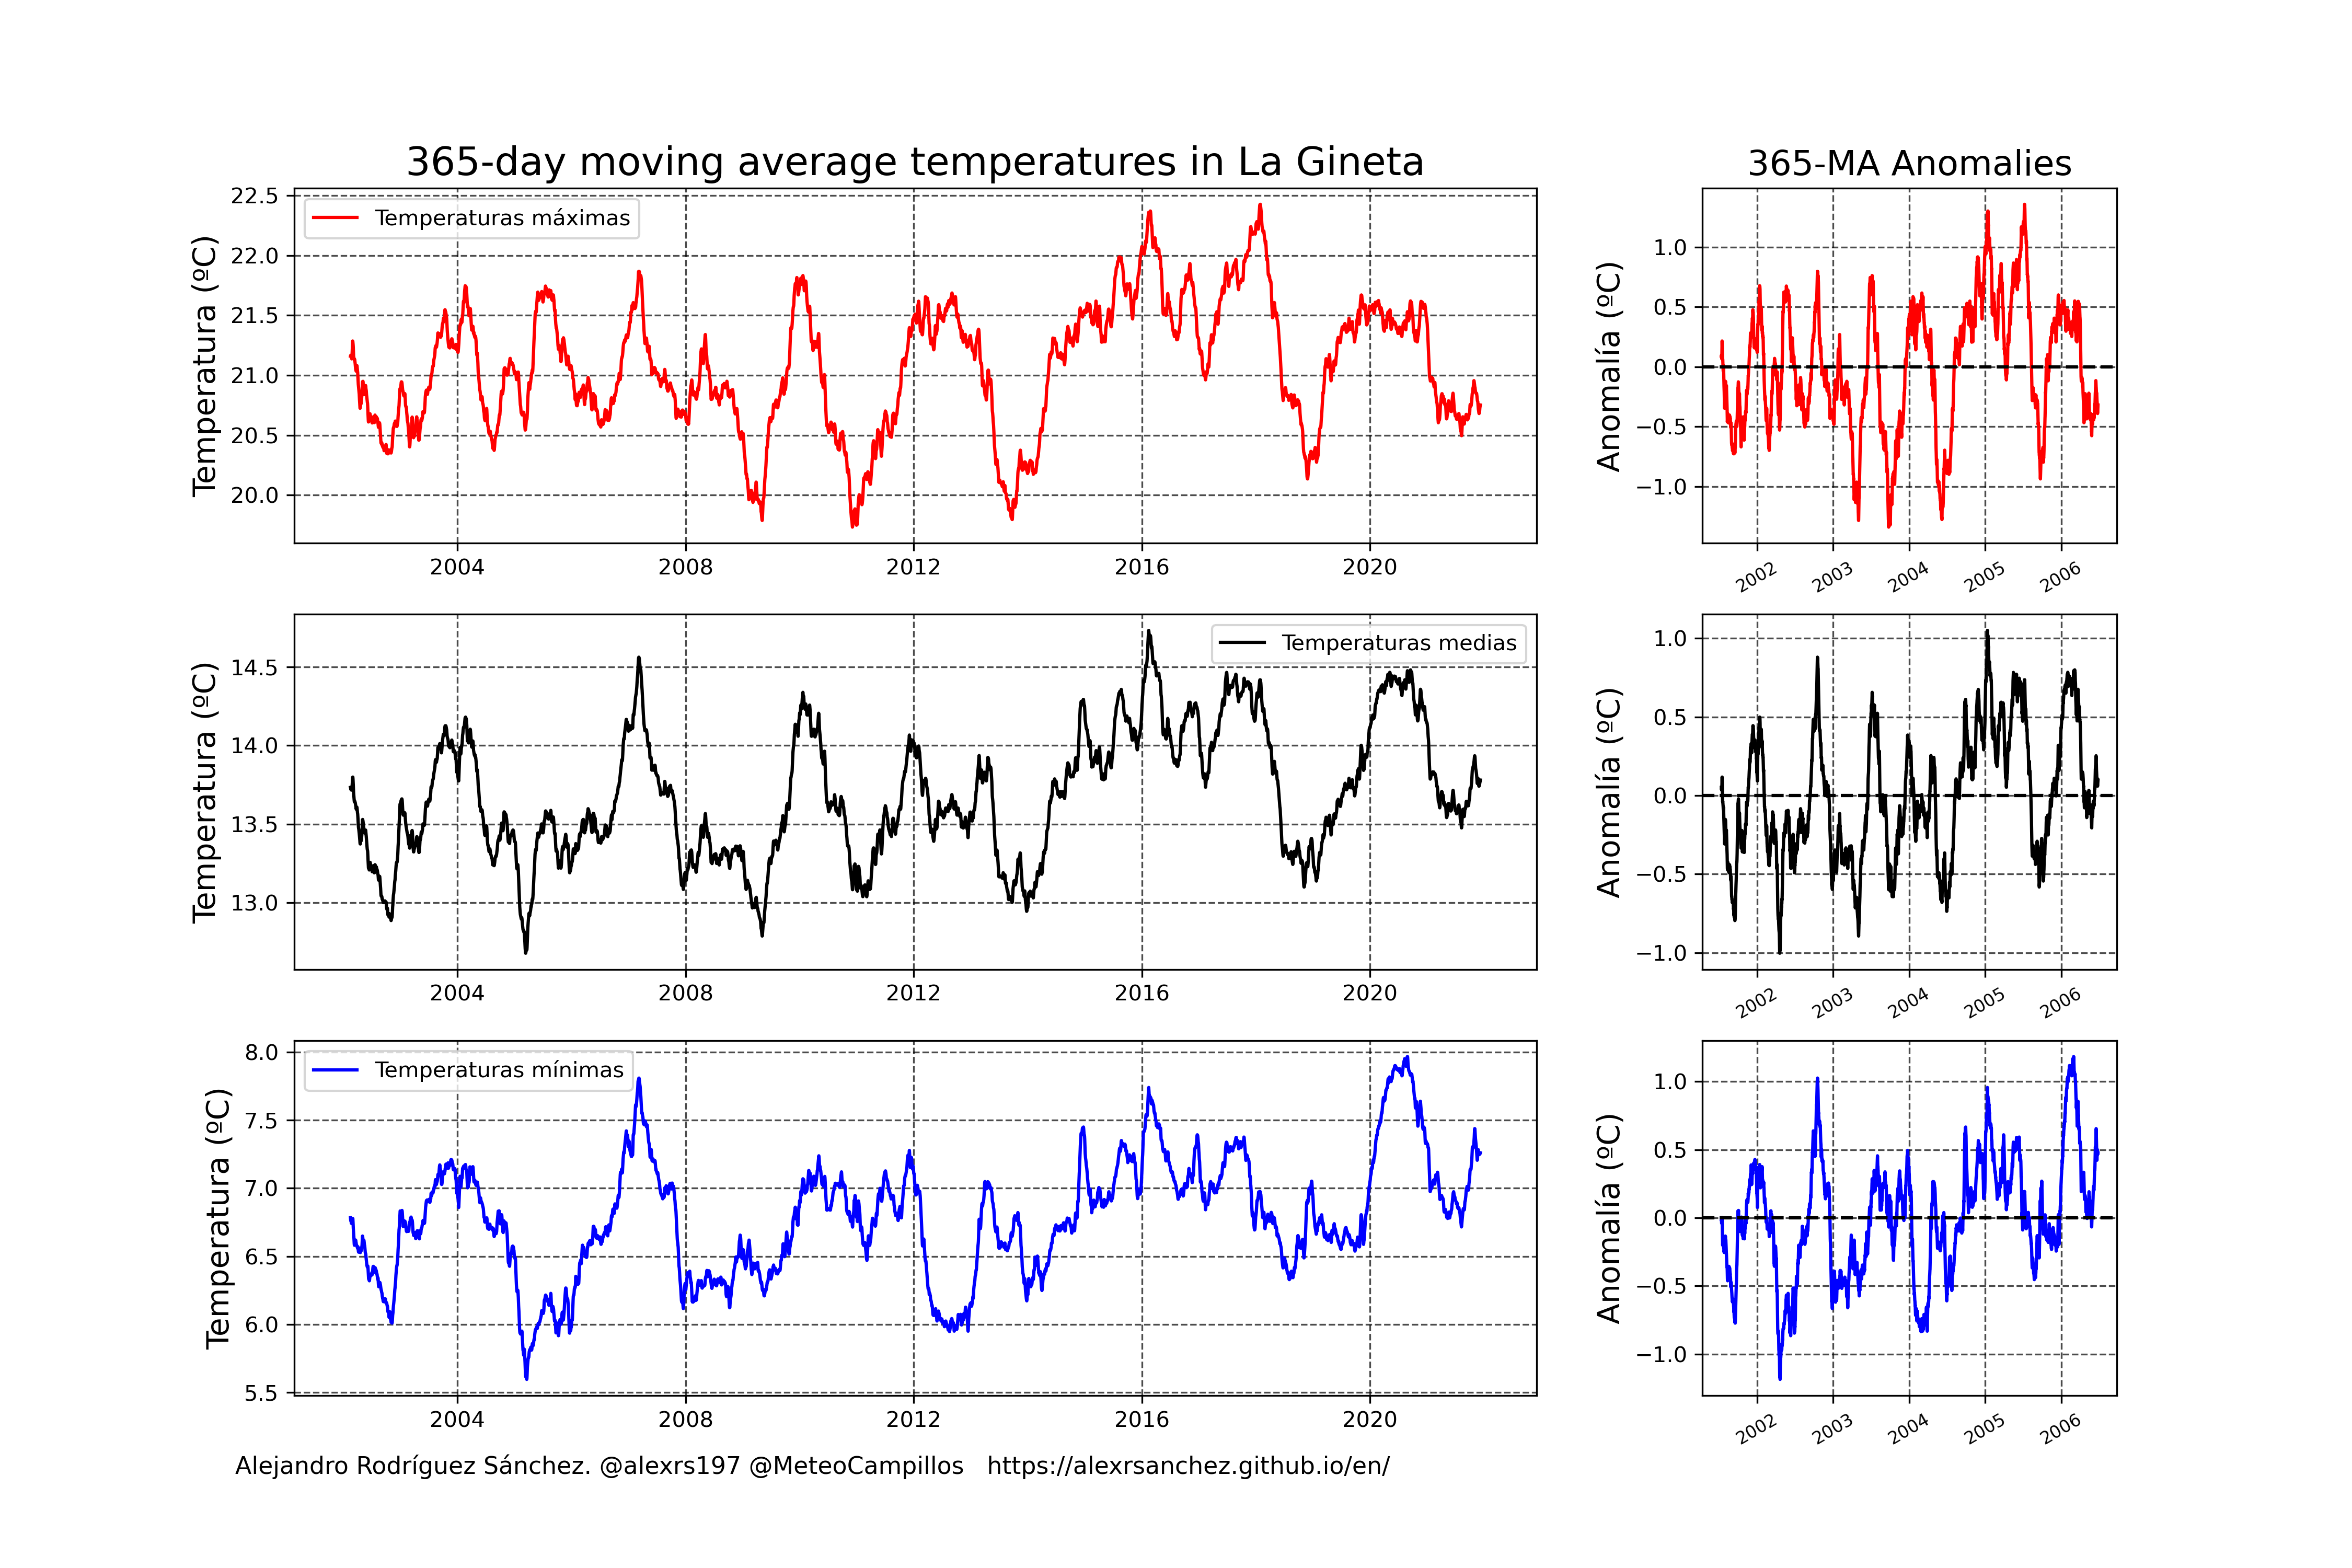 365-day moving average temperatures in La Gineta
365-MA Anomalies
Temperatura (ºC)
22.5
22.0
21.5
21.0
20.5
20.0
Temperaturas máximas
2004 2008 2012 2016 2020
Anomalía (ºC)
1.0
0.5
0.0
−0.5
−1.0
2002 2003 2004 2005 2006
Temperatura (ºC)
14.5
14.0
13.5
13.0
Temperaturas medias
2004 2008 2012 2016 2020
Anomalía (ºC)
1.0
0.5
0.0
−0.5
−1.0
2002 2003 2004 2005 2006
Temperatura (ºC)
8.0
7.5
7.0
6.5
6.0
5.5
Temperaturas mínimas
2004 2008 2012 2016 2020
Anomalía (ºC)
1.0
0.5
0.0
−0.5
−1.0
2002 2003 2004 2005 2006
Alejandro Rodríguez Sánchez. @alexrs197 @MeteoCampillos https://alexrsanchez.github.io/en/